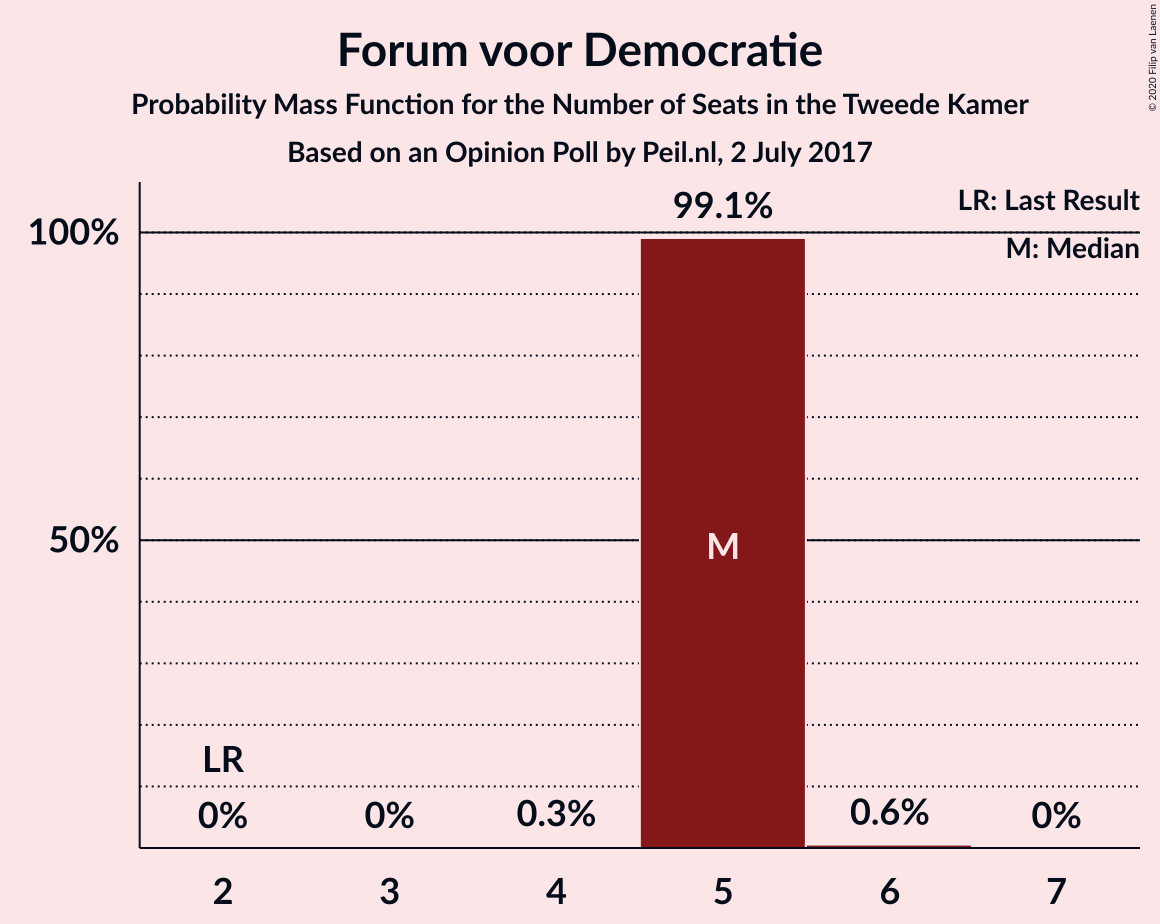 Forum voor Democratie
Probability Mass Function for the Number of Seats in the Tweede Kamer
Based on an Opinion Poll by Peil.nl, 2 July 2017
© 2020 Filip van Laenen
LR: Last Result
M: Median
99.1%
100%
50%
M
LR
0%
0%
0.3%
0.6%
0%
2
3
4
5
6
7